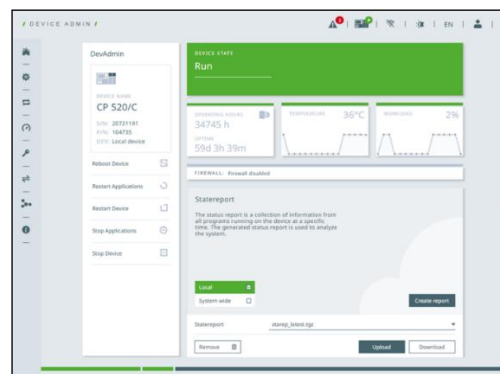 / DEVICE ADMIN /
3
EN
DevAdmin
DEVICE NAME
CP 520/C
S/N: 20721191
P/N: 104735
DEV: Local device
Reboot Device
Restart Applications
Restart Device
Stop Applications
Stop Device
DEVICE STATE
Run
OPERATING HOURS
34745 h
UPTIME
59d 3h 39m
TEMPERATURE 36°C
WORKLOAD 2%
FIREWALL: Firewall disabled
Statereport
The status report is a collection of information from
all programs running on the device at a specific
time. The generated status report is used to analyze
the system.
Local
System-wide
Create report
Statereport
starep_latest.tgz
Remove
Upload
Download